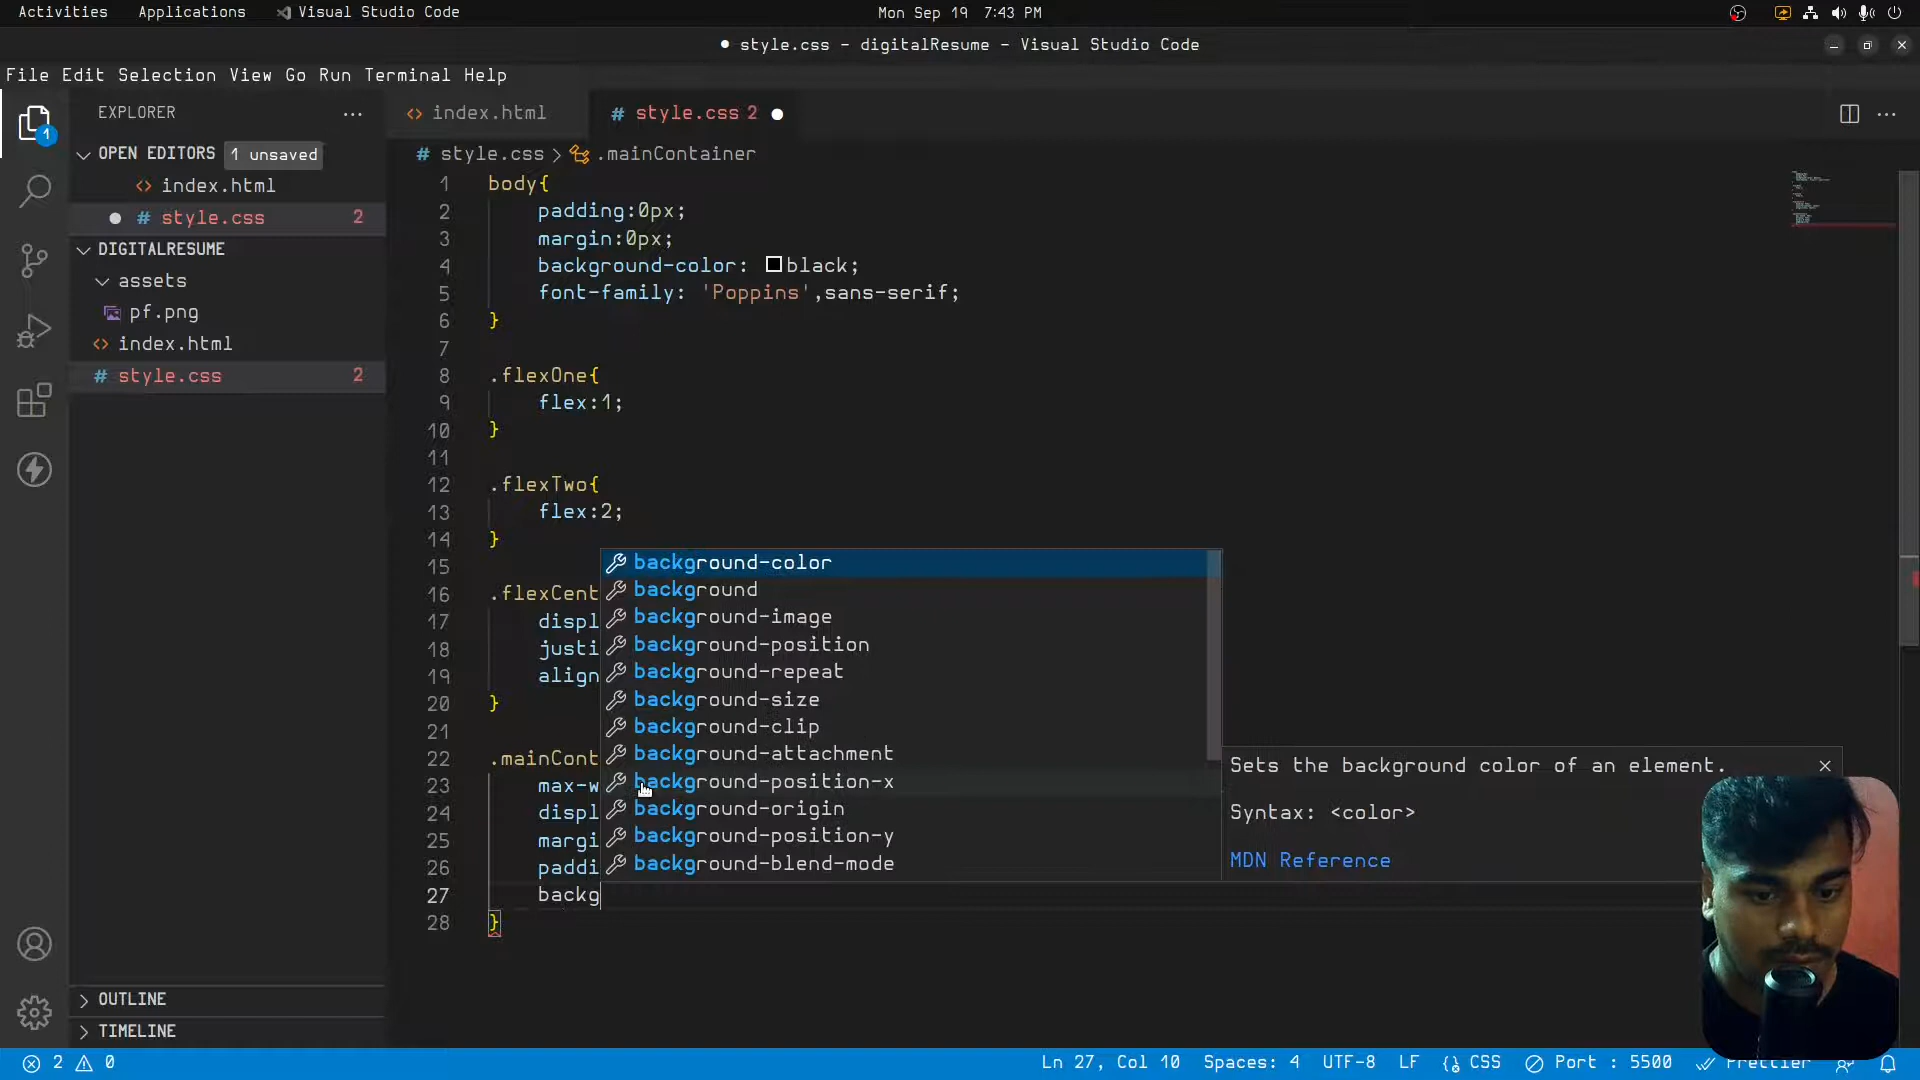 Activities Applications Visual Studio Code Mon Sep 19 7:43 PM
style.css - digitalResume - Visual Studio Code
File Edit Selection View Go Run Terminal Help
EXPLORER
index.html style.css 2
OPEN EDITORS 1 unsaved
index.html
style.css 2
DIGITALRESUME
assets
pf.png
index.html
style.css 2
OUTLINE
TIMELINE
1
style.css > .mainContainer
1 body{
2 padding:0px;
3 margin:0px;
4 background-color: black;
5 font-family: 'Poppins',sans-serif;
6 }
7
8 .flexOne{
9 flex:1;
10 }
11
12 .flexTwo{
13 flex:2;
14 }
15
16 .flexCent
17 displ
18 justi
19 align
20 }
21
22 .mainCont
23 max-w
24 displ
25 margi
26 paddi
27 backg
28 }
background-color
background
background-image
background-position
background-repeat
background-size
background-clip
background-attachment
background-position-x
background-origin
background-position-y
background-blend-mode
Sets the background color of an element.
Syntax: <color>
MDN Reference
2 0 Ln 27, Col 10 Spaces: 4 UTF-8 LF {} CSS Port : 5500 Prettier